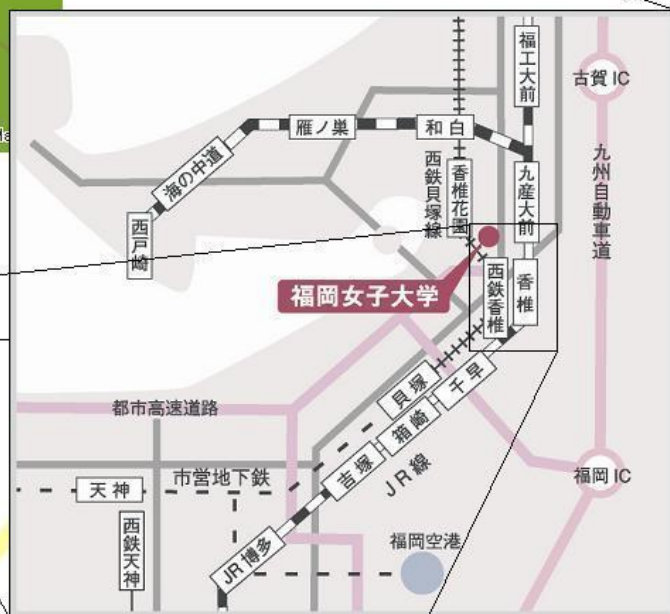 福工大前
古賀 IC
雁ノ巣
和白
海の中道
西鉄貝塚線
香椎花園
九産大前
九州自動車道
西戸崎
福岡女子大学
西鉄香椎
香椎
貝塚
千早
都市高速道路
箱崎
吉塚
JR線
市営地下鉄
福岡 IC
天神
西鉄天神
JR博多
福岡空港